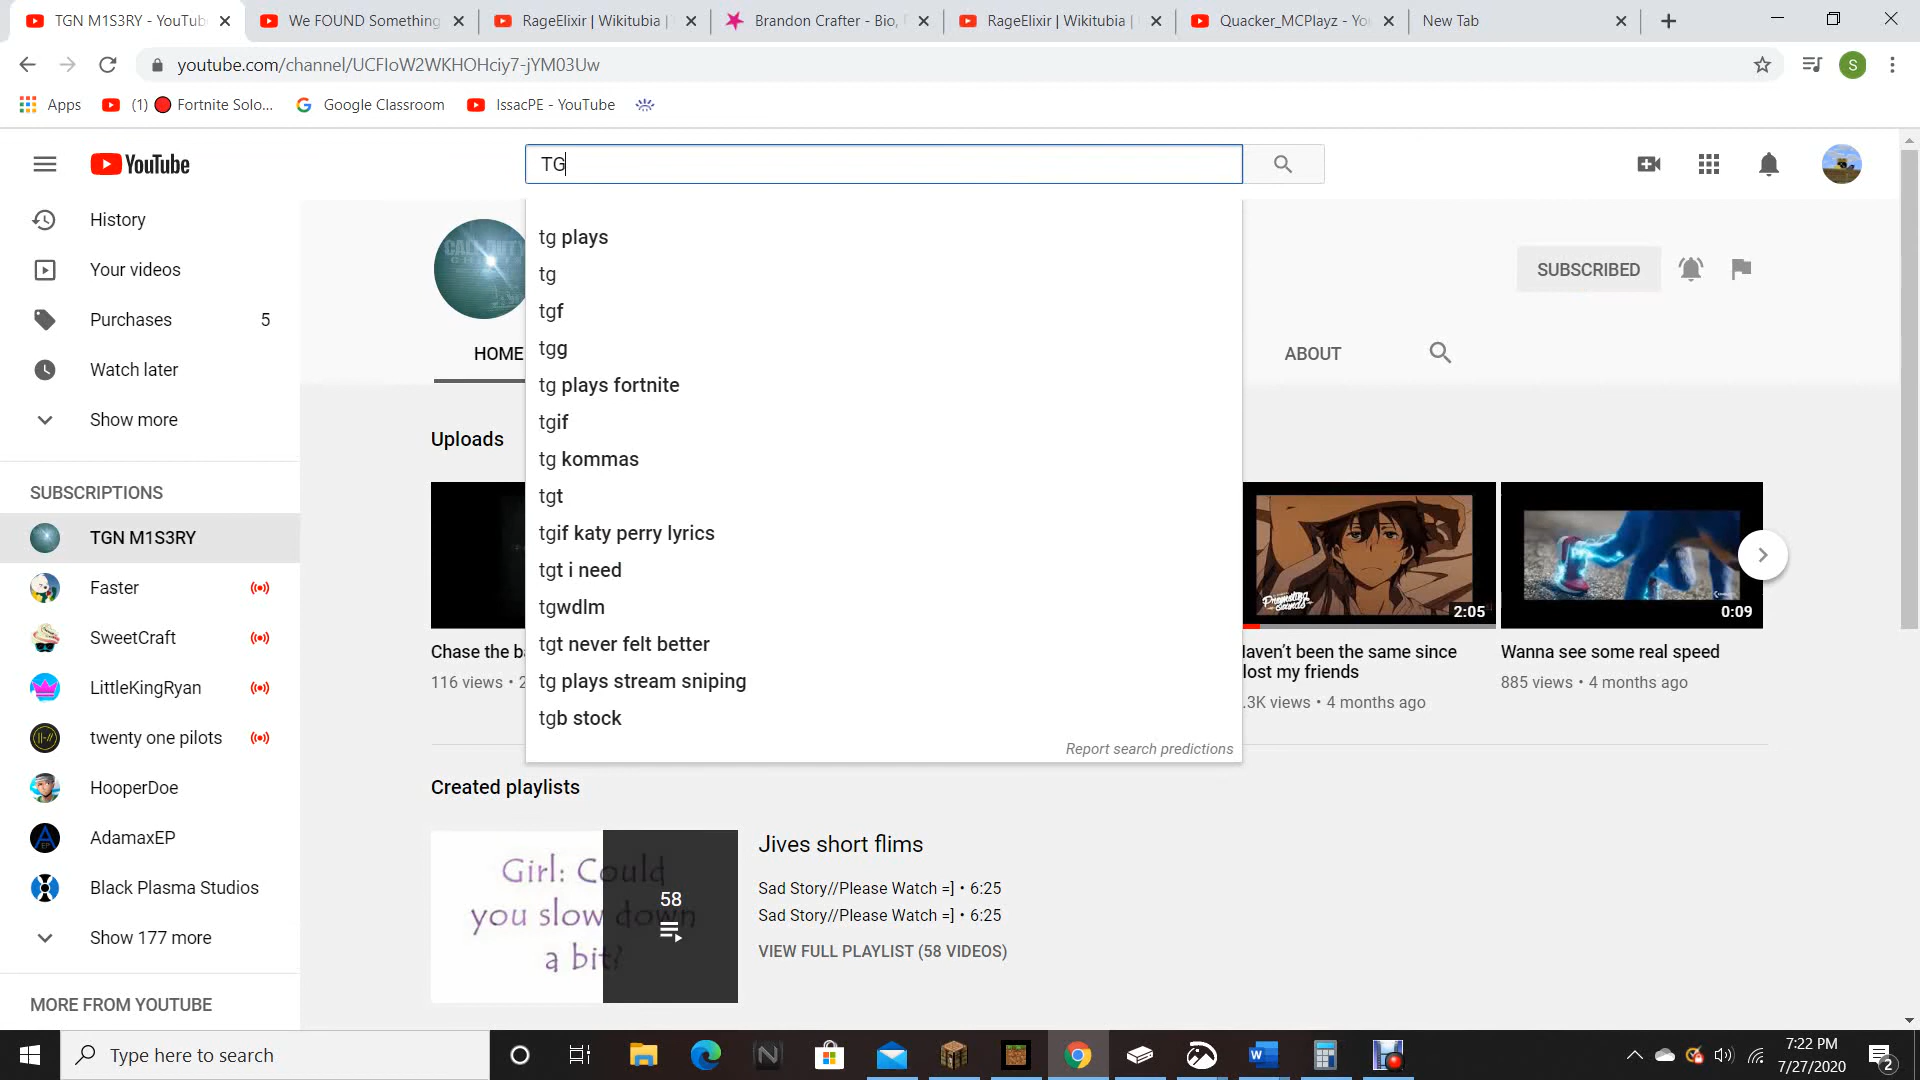 TGN M1S3RY - YouTub
We FOUND Something
RageElixir | Wikitubia |
Brandon Crafter - Bio,
RageElixir | Wikitubia |
Quacker_MCPlayz - Yo
New Tab
youtube.com/channel/UCFIoW2WKHOHciy7-jYM03Uw
S
Apps
(1) Fortnite Solo...
Google Classroom
IssacPE - YouTube
YouTube
TG
History
Your videos
Purchases 5
Watch later
Show more
SUBSCRIPTIONS
TGN M1S3RY
Faster
SweetCraft
LittleKingRyan
twenty one pilots
HooperDoe
AdamaxEP
Black Plasma Studios
Show 177 more
MORE FROM YOUTUBE
CALL DUTY
SUBSCRIBED
HOME
ABOUT
tg plays
tg
tgf
tgg
tg plays fortnite
tgif
tg kommas
tgt
tgif katy perry lyrics
tgt i need
tgwdlm
tgt never felt better
tg plays stream sniping
tgb stock
Report search predictions
Uploads
Chase the b
116 views • 2
2:05
Haven't been the same since
lost my friends
.3K views • 4 months ago
0:09
Wanna see some real speed
885 views • 4 months ago
Created playlists
Girl: Could
you slow down
a bit?
58
Jives short flims
Sad Story//Please Watch =] • 6:25
Sad Story//Please Watch =] • 6:25
VIEW FULL PLAYLIST (58 VIDEOS)
Type here to search
7:22 PM
7/27/2020
2